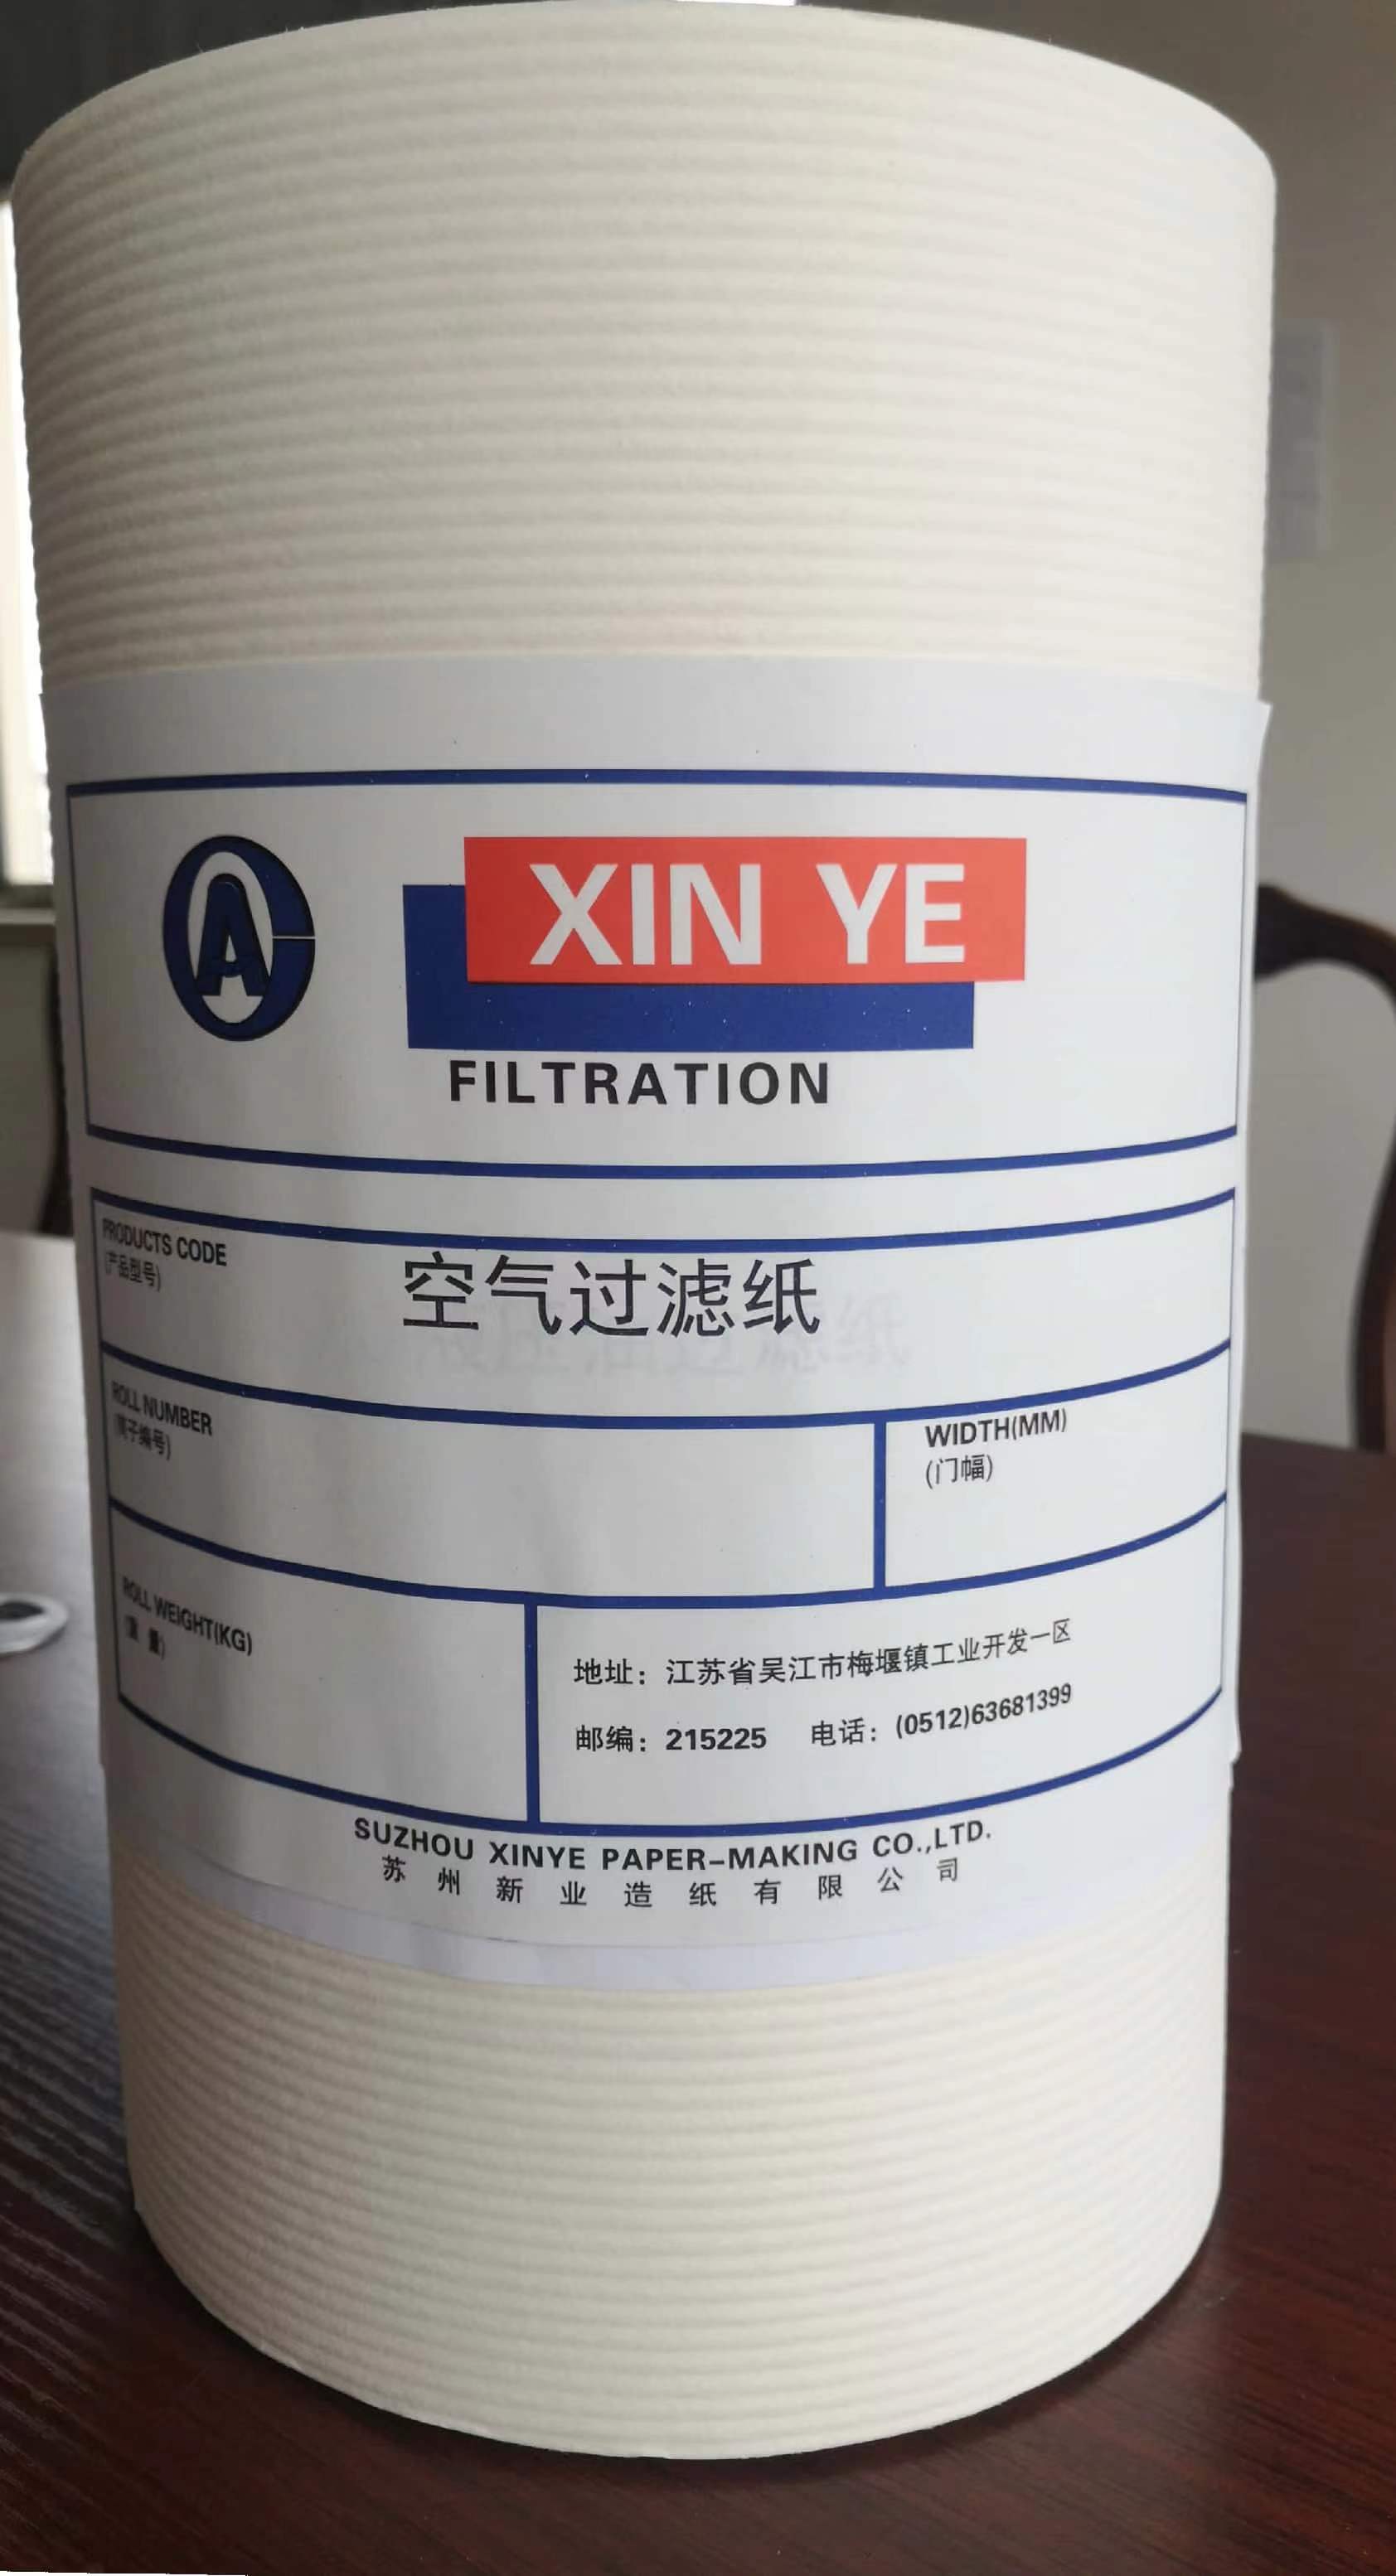 A
XIN YE
FILTRATION
PRODUCTS CODE
(产品型号)
空气过滤纸
ROLL NUMBER
子编号)
WIDTH(MM)
(门幅)
ROLL WEIGHT(KG)
(重 量)
地址：江苏省吴江市梅堰镇工业开发一区
邮编：215225 电话：(0512)63681399
SUZHOU XINYE PAPER-MAKING CO.,LTD.
苏州新业造纸有限公司